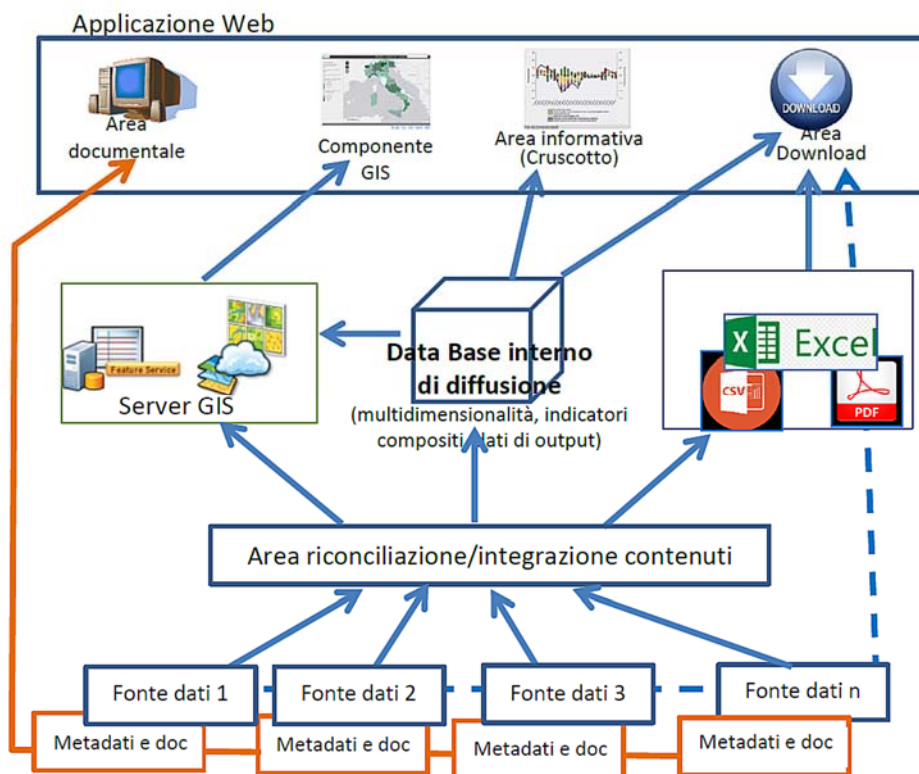 Applicazione Web
Area
documentale
Componente
GIS
Area informativa
(Cruscotto)
DOWNLOAD
Area
Download
Feature Service
Server GIS
Data Base interno
di diffusione
(multidimensionalità, indicatori
compositi, dati di output)
Excel
CSV
PDF
Area riconciliazione/integrazione contenuti
Fonte dati 1
Fonte dati 2
Fonte dati 3
Fonte dati n
Metadati e doc
Metadati e doc
Metadati e doc
Metadati e doc